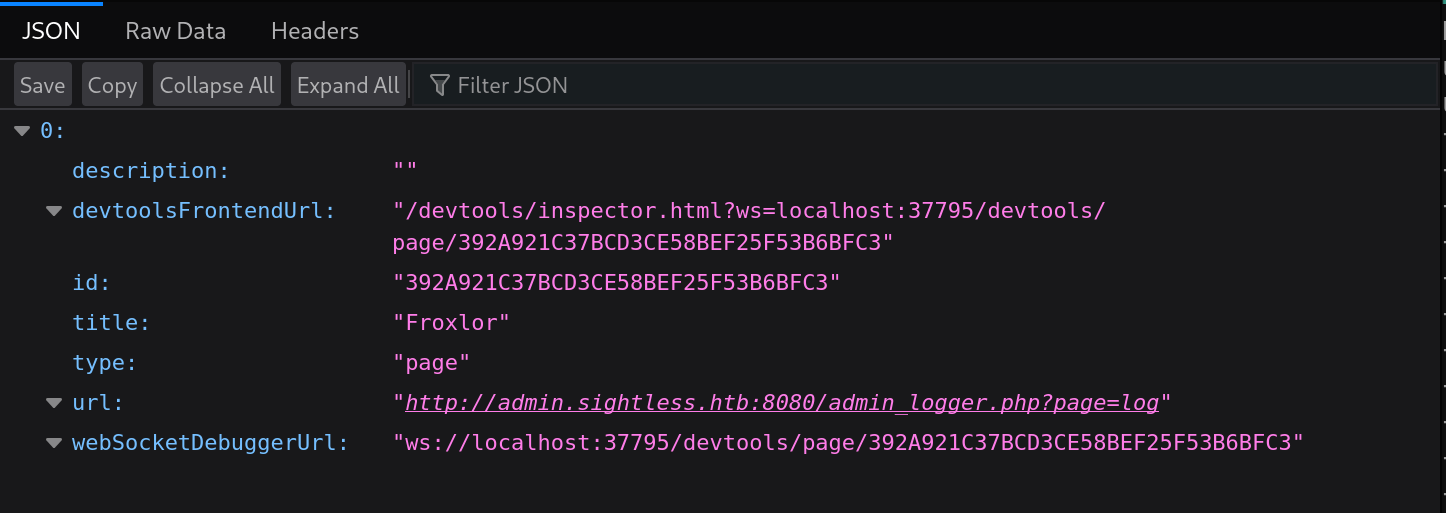 JSON Raw Data Headers
Save Copy Collapse All Expand All Filter JSON
0:
description: ""
devtoolsFrontendUrl: "/devtools/inspector.html?ws=localhost:37795/devtools/
page/392A921C37BCD3CE58BEF25F53B6BFC3"
id: "392A921C37BCD3CE58BEF25F53B6BFC3"
title: "Froxlor"
type: "page"
url: "http://admin.sightless.htb:8080/admin_logger.php?page=log"
webSocketDebuggerUrl: "ws://localhost:37795/devtools/page/392A921C37BCD3CE58BEF25F53B6BFC3"